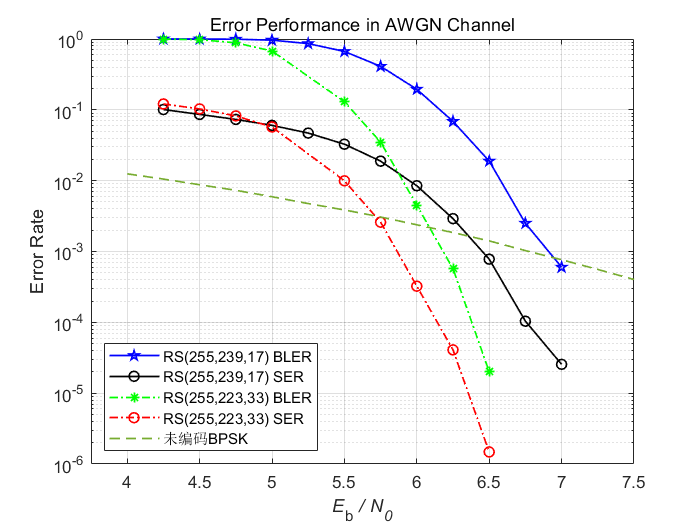 Error Performance in AWGN Channel
10^0
10^-1
10^-2
10^-3
10^-4
10^-5
10^-6
Error Rate
RS(255,239,17) BLER
RS(255,239,17) SER
RS(255,223,33) BLER
RS(255,223,33) SER
未编码BPSK
4 4.5 5 5.5 6 6.5 7 7.5
E_b / N_0